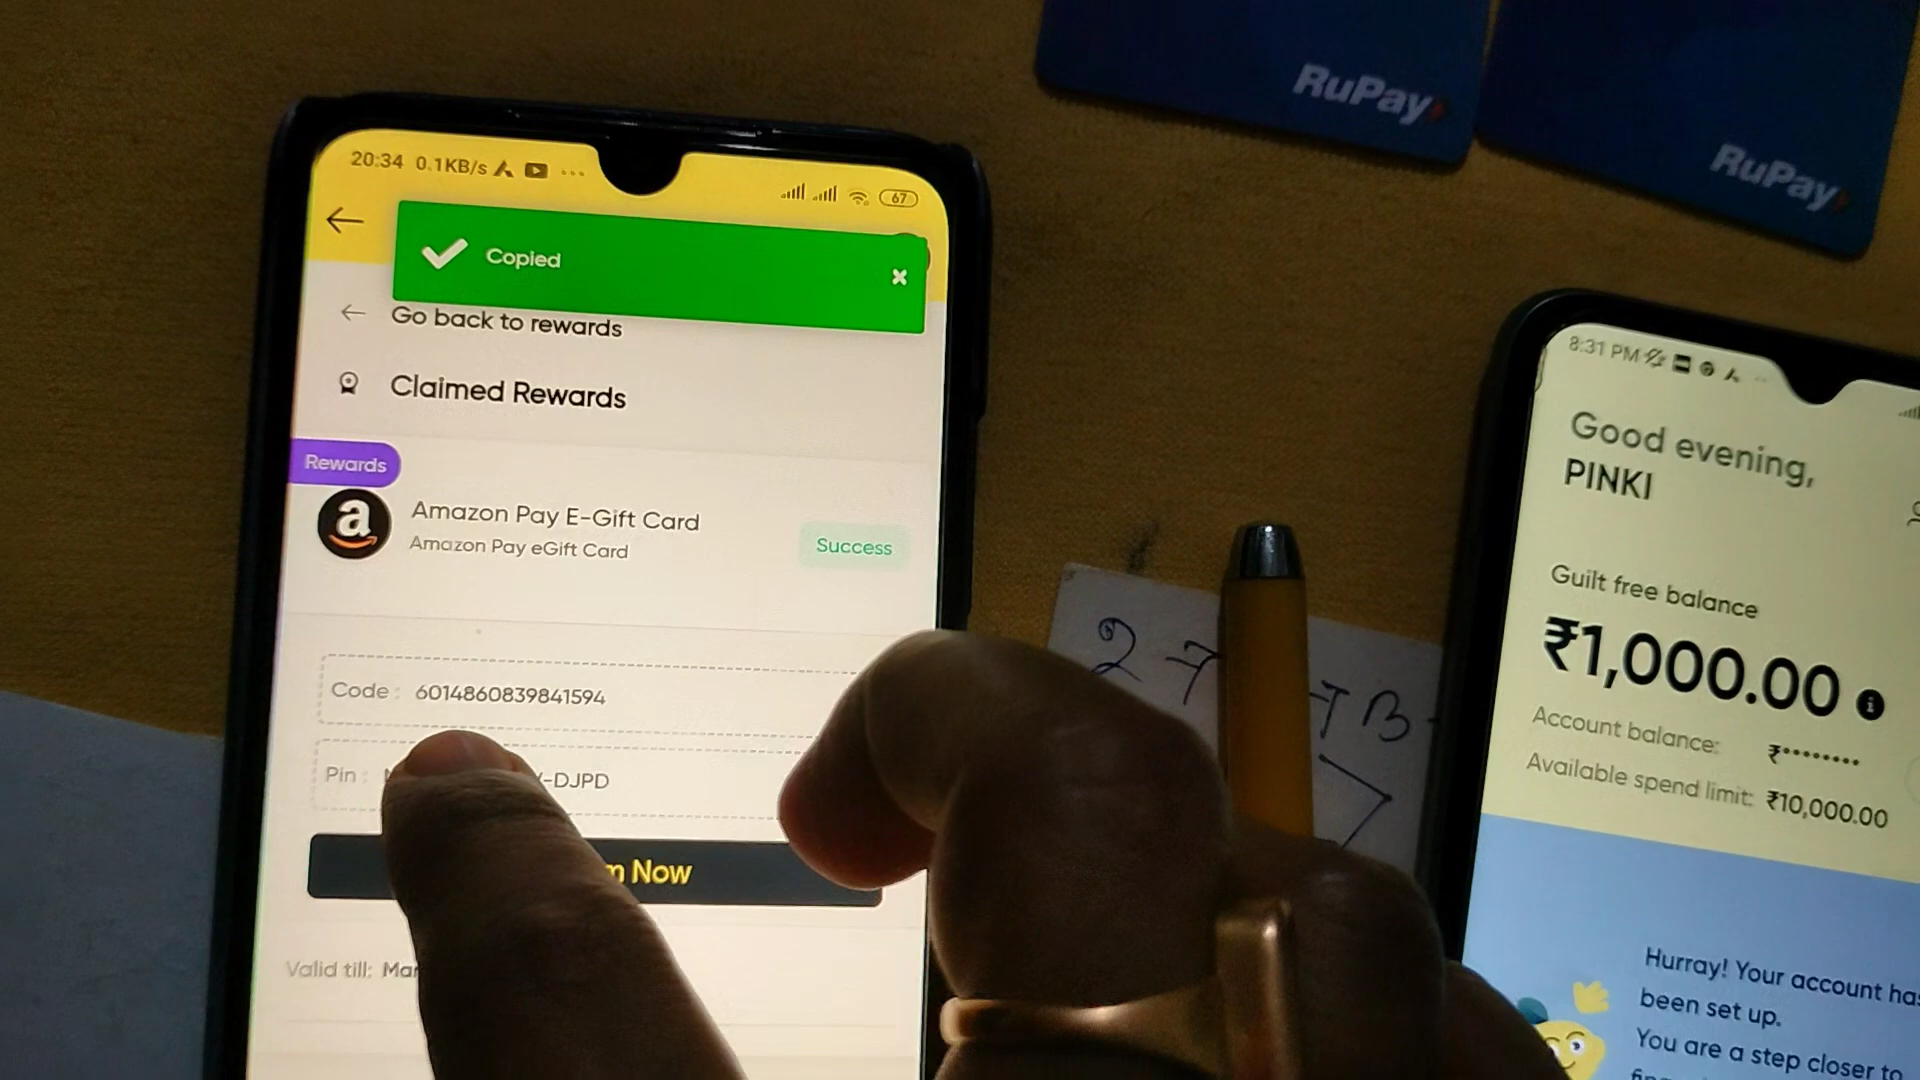 RuPay
RuPay
20:34 0.1KB/s
67
Copied
Go back to rewards
Claimed Rewards
Rewards
Amazon Pay E-Gift Card
Amazon Pay eGift Card
Success
Code : 6014860839841594
Pin : -DJPD
Now
Valid till:
27
8:31 PM
Good evening,
PINKI
Guilt free balance
₹1,000.00
Account balance: ₹••••••••
Available spend limit: ₹10,000.00
Hurray! Your account has
been set up.
You are a step closer to